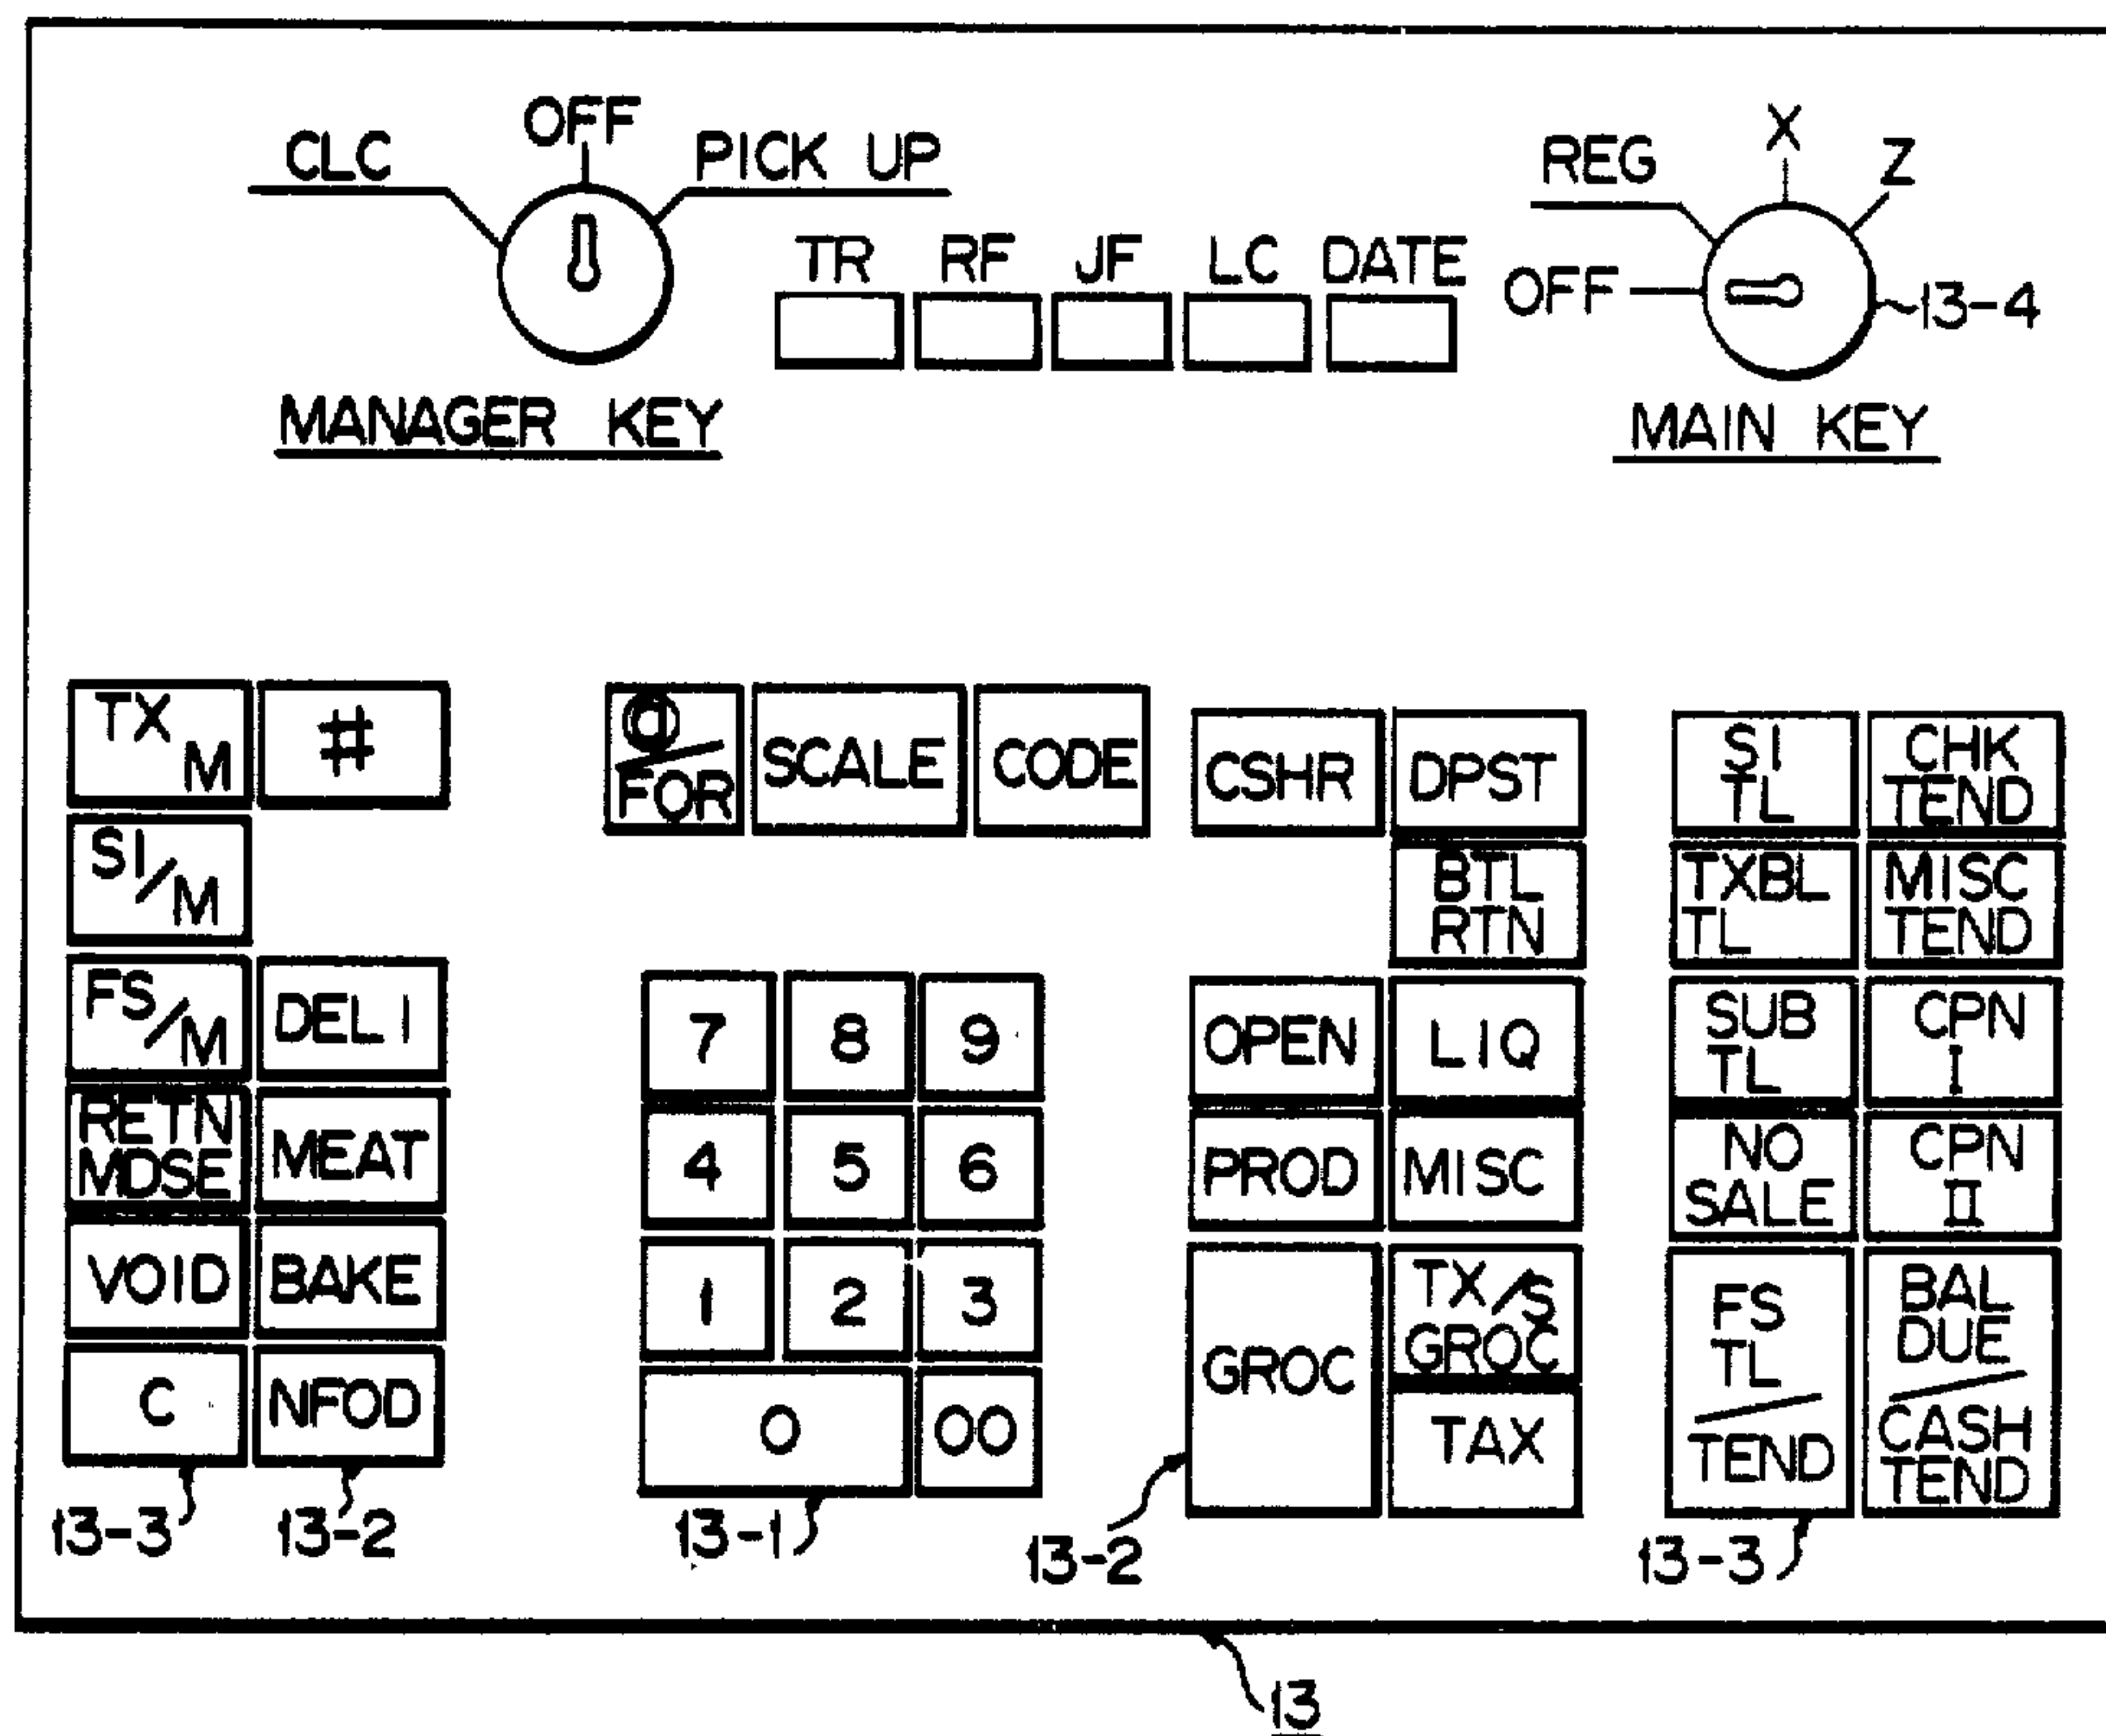 CLC
OFF
PICK UP
MANAGER KEY
TR RF JF LC DATE
REG
X
Z
OFF
13-4
MAIN KEY
TX M
#
SI/M
FS/M
DELI
RETN
MDSE
MEAT
VOID
BAKE
C
NFOD
13-3
13-2
@/
FOR
SCALE
CODE
7 8 9
4 5 6
1 2 3
0 00
13-1
CSHR
DPST
BTL
RTN
OPEN
LIQ
PROD
MISC
GROC
TX/S
GROC
TAX
13-2
SI
TL
CHK
TEND
TXBL
TL
MISC
TEND
SUB
TL
CPN
I
NO
SALE
CPN
II
FS
TL
/
TEND
BAL
DUE
/
CASH
TEND
13-3
13